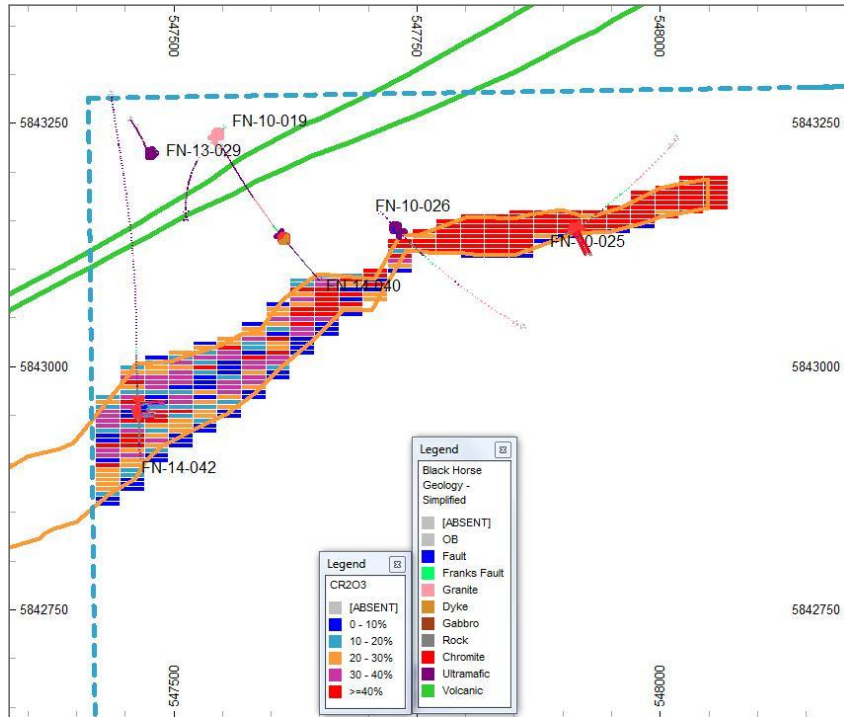 547500
547750
548000
5843250
5843250
FN-10-019
FN-13-029
FN-10-026
FN-10-025
FN-14-040
5843000
5843000
FN-14-042
5842750
5842750
547500
548000
Legend
Black Horse
Geology -
Simplified
[ABSENT]
OB
Fault
Franks Fault
Granite
Dyke
Gabbro
Rock
Chromite
Ultramafic
Volcanic
Legend
CR2O3
[ABSENT]
0 - 10%
10 - 20%
20 - 30%
30 - 40%
>=40%